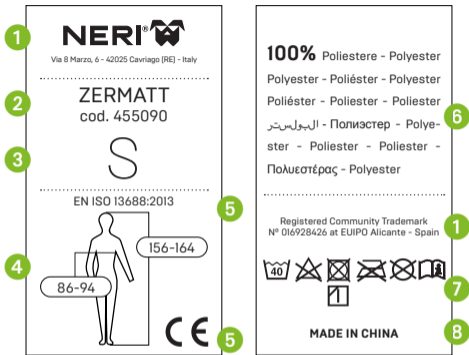 1
NERI®
Via 8 Marzo, 6 - 42025 Cavriago (RE) - Italy
2
ZERMATT
cod. 455090
3
S
EN ISO 13688:2013
5
4
156-164
86-94
CE
5
100% Poliestere - Polyester
Polyester - Poliéster - Polyester
Poliéster - Poliester - Poliester
البوليستر - Полиэстер - Polye-
ster - Poliester - Poliester -
Πολυεστέρας - Polyester
6
Registered Community Trademark
N° 016928426 at EUIPO Alicante - Spain
1
40
1
7
MADE IN CHINA
8